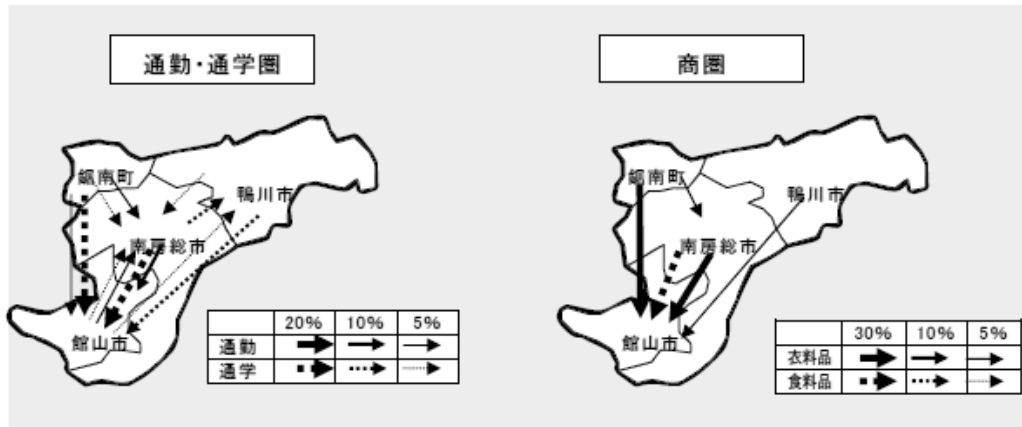 通勤・通学圏
商圏
鋸南町
鴨川市
南房総市
館山市
20% 10% 5%
通勤
通学
鋸南町
鴨川市
南房総市
館山市
30% 10% 5%
衣料品
食料品